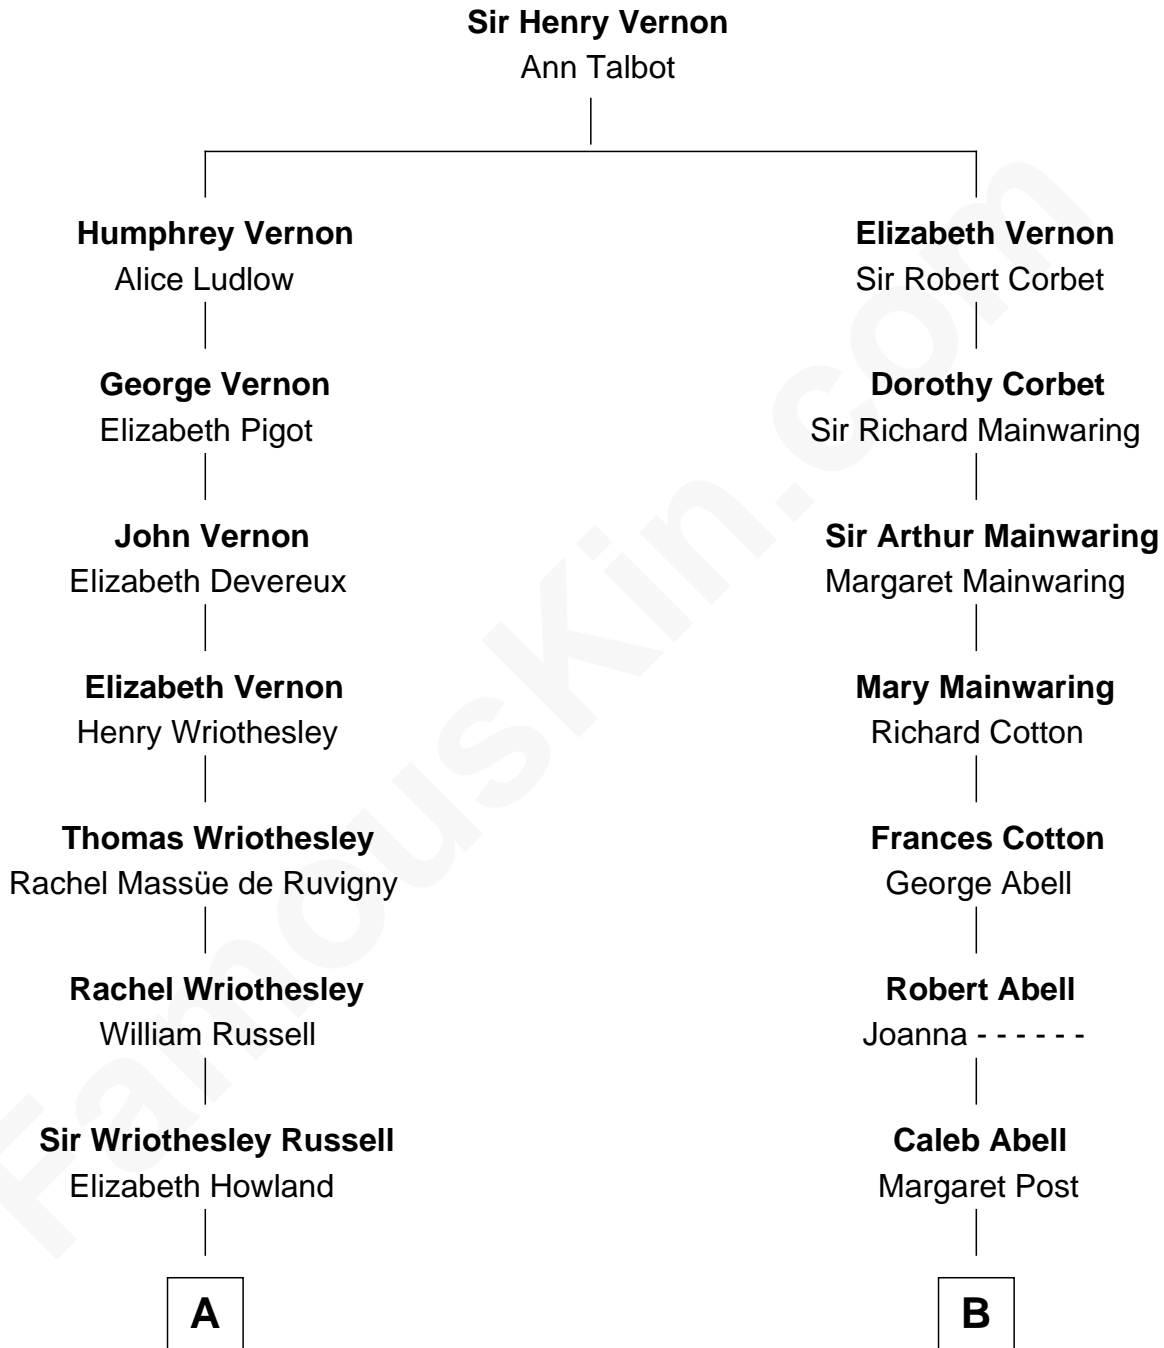 Sir Henry Vernon
Ann Talbot
Humphrey Vernon
Alice Ludlow
Elizabeth Vernon
Sir Robert Corbet
George Vernon
Elizabeth Pigot
Dorothy Corbet
Sir Richard Mainwaring
John Vernon
Elizabeth Devereux
Sir Arthur Mainwaring
Margaret Mainwaring
Elizabeth Vernon
Henry Wriothesley
Mary Mainwaring
Richard Cotton
Thomas Wriothesley
Rachel Massüe de Ruvigny
Frances Cotton
George Abell
Rachel Wriothesley
William Russell
Robert Abell
Joanna - - - - - -
Sir Wriothesley Russell
Elizabeth Howland
Caleb Abell
Margaret Post
A
B
FamousKin.com